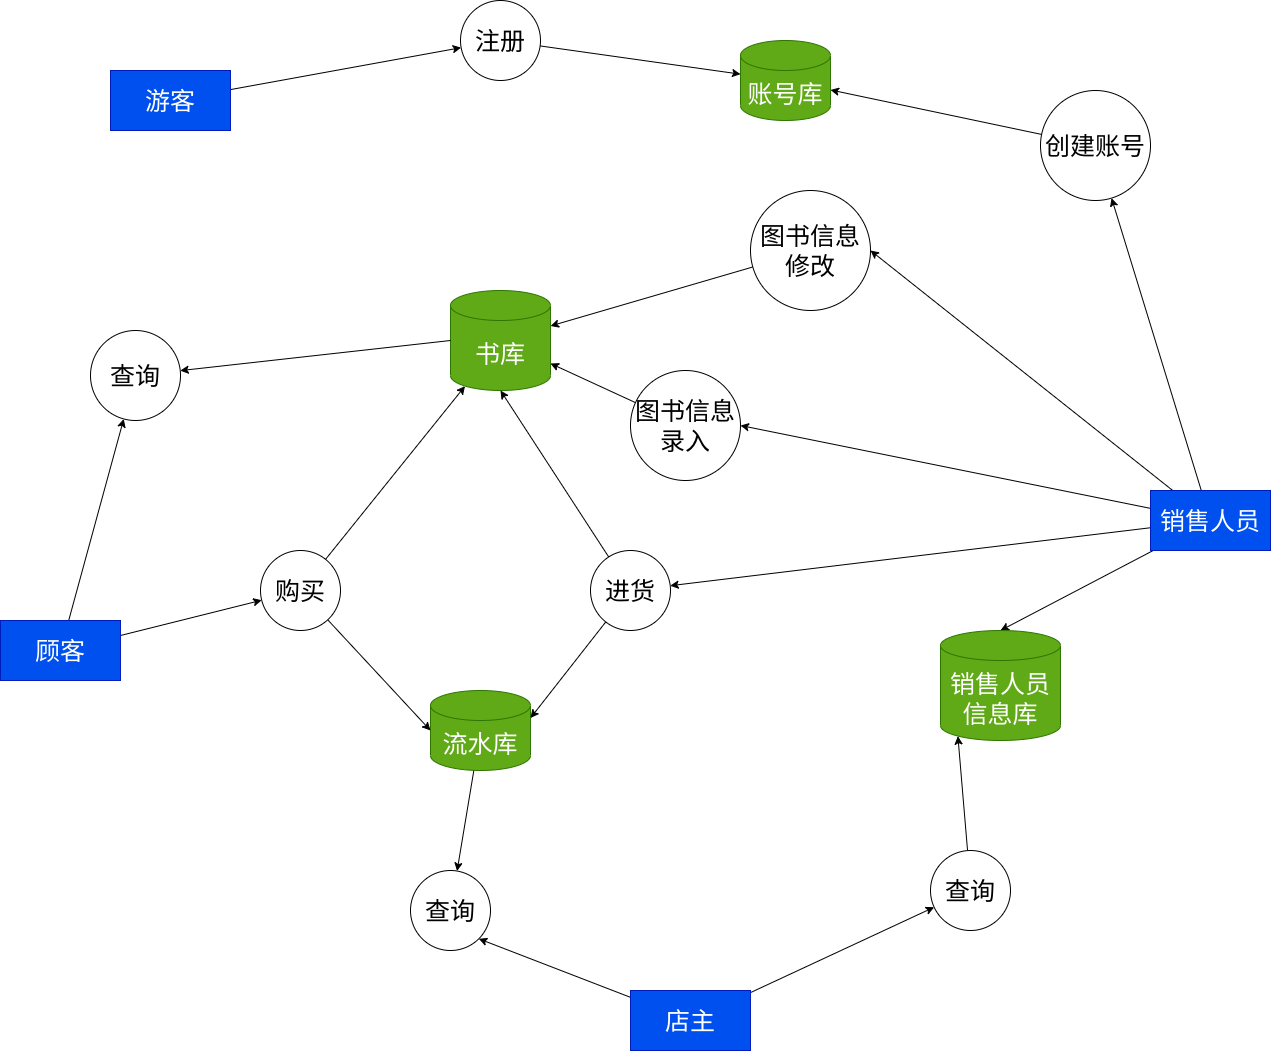 注册
游客
账号库
创建账号
图书信息
修改
书库
查询
图书信息
录入
销售人员
购买
进货
顾客
销售人员
信息库
流水库
查询
查询
店主